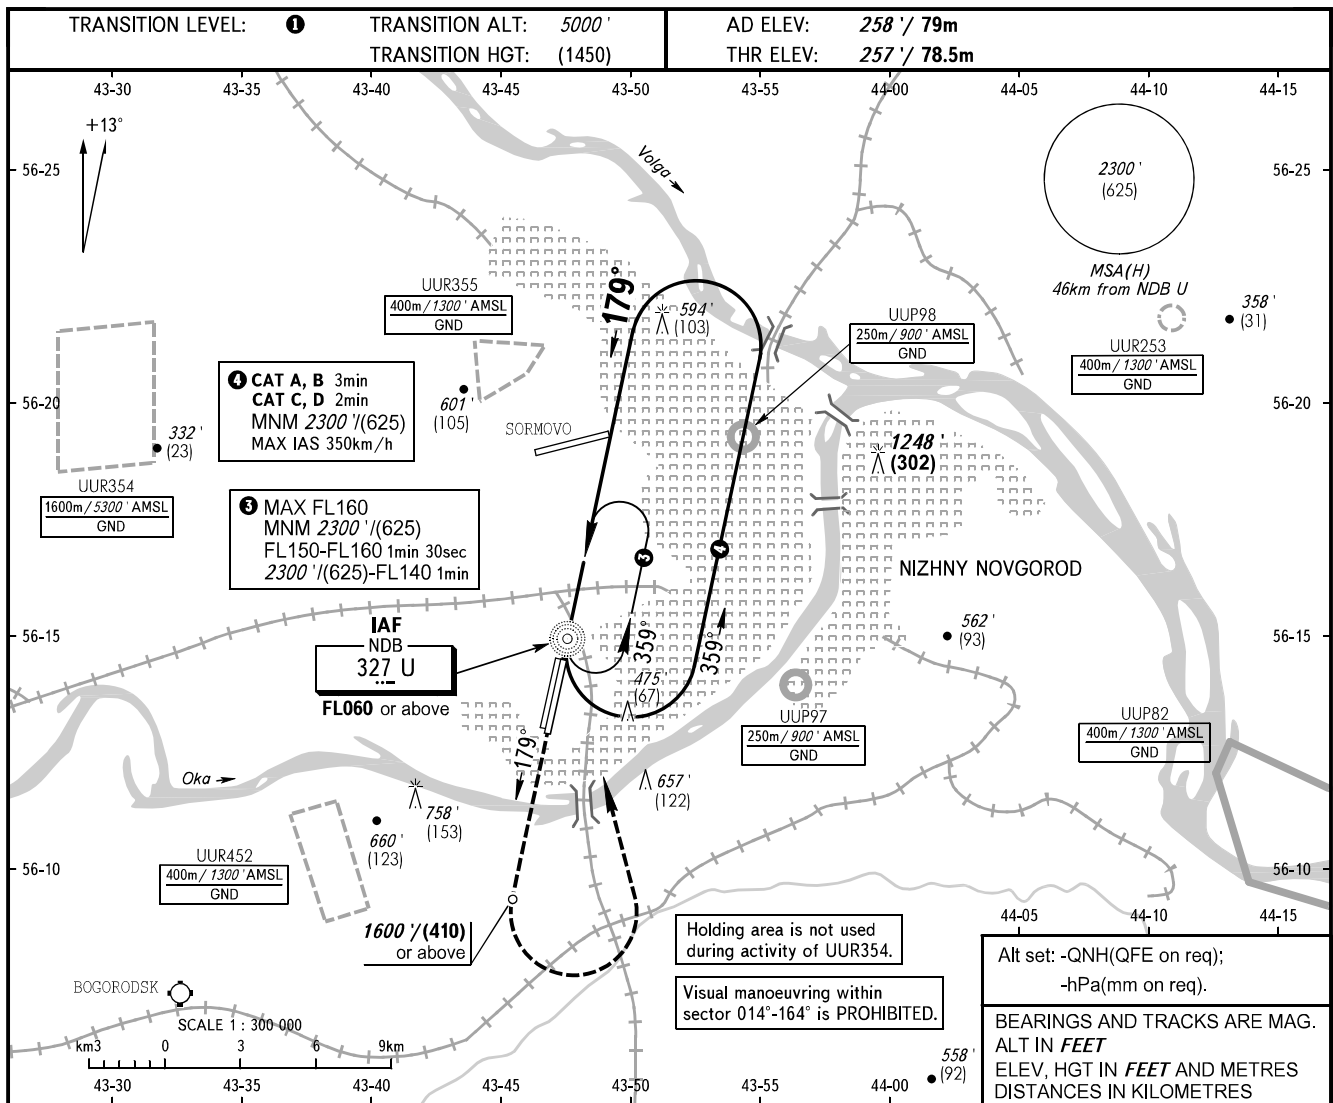 TRANSITION LEVEL: ❶ TRANSITION ALT: 5000 ' AD ELEV: 258 '/ 79m
TRANSITION HGT: (1450) THR ELEV: 257 '/ 78.5m
43-30 43-35 43-40 43-45 43-50 43-55 44-00 44-05 44-10 44-15
+13°
56-25
Volga
2300 '
(625)
56-25
MSA(H)
46km from NDB U
358 '
(31)
UUR355
400m/1300 ' AMSL
GND
179°
594 '
(103)
UUP98
250m/900 ' AMSL
GND
UUR253
400m/1300 ' AMSL
GND
❹ CAT A, B 3min
CAT C, D 2min
MNM 2300 '/(625)
MAX IAS 350km/h
56-20
601 '
(105)
SORMOVO
56-20
332 '
(23)
1248 '
(302)
UUR354
1600m/5300 ' AMSL
GND
❸ MAX FL160
MNM 2300 '/(625)
FL150-FL160 1min 30sec
2300 '/(625)-FL140 1min
❸
❹
NIZHNY NOVGOROD
56-15
IAF
NDB
327 U
FL060 or above
359°
359°
562 '
(93)
56-15
475 '
(67)
UUP97
250m/900 ' AMSL
GND
UUP82
400m/1300 ' AMSL
GND
179°
Oka
758 '
(153)
657 '
(122)
660 '
(123)
UUR452
400m/1300 ' AMSL
GND
56-10
56-10
1600 '/(410)
or above
Holding area is not used
during activity of UUR354.
44-05 44-10 44-15
Visual manoeuvring within
sector 014°-164° is PROHIBITED.
Alt set: -QNH(QFE on req);
-hPa(mm on req).
BOGORODSK
SCALE 1 : 300 000
km3 0 3 6 9km
558 '
(92)
BEARINGS AND TRACKS ARE MAG.
ALT IN FEET
ELEV, HGT IN FEET AND METRES
DISTANCES IN KILOMETRES
43-30 43-35 43-40 43-45 43-50 43-55 44-00